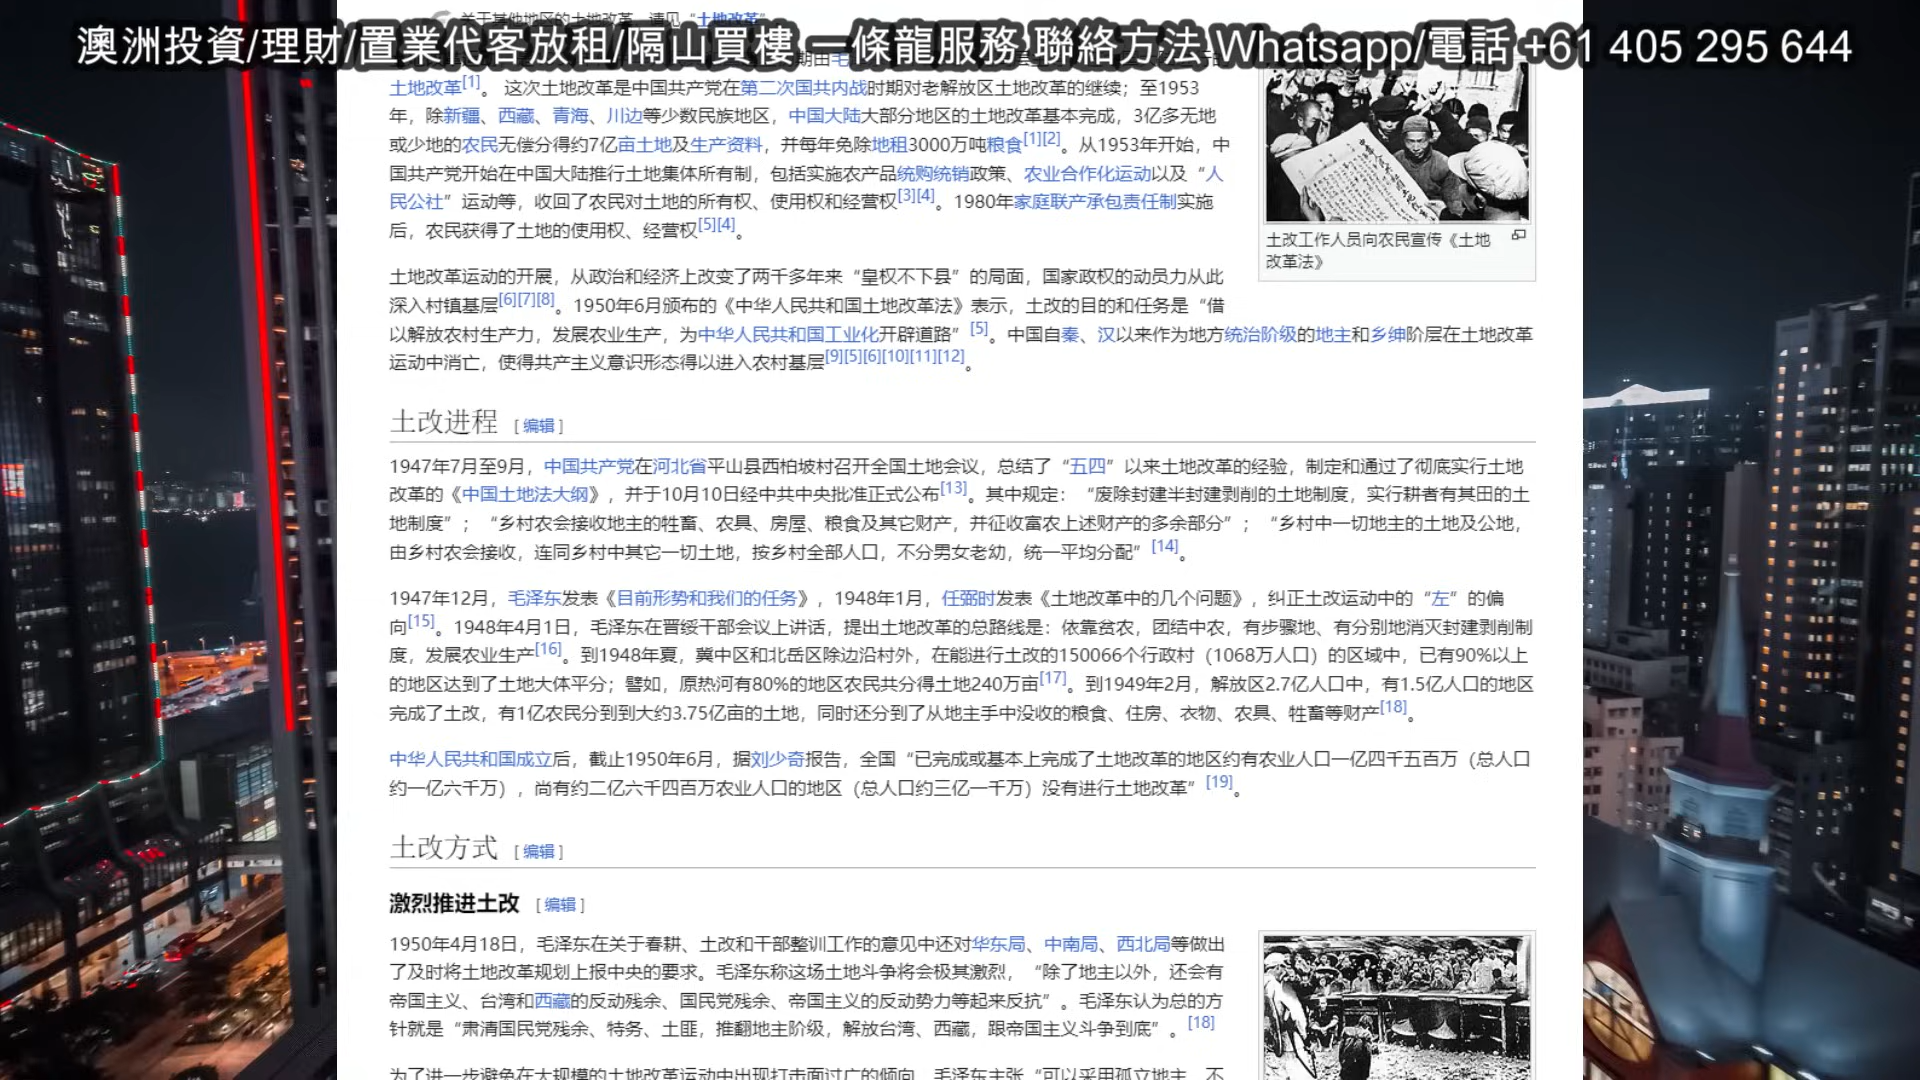 关于其他地区的土地改革，请见“土地改革”。
澳洲投資/理財/置業代客放租/隔山買樓 一條龍服務 聯絡方法 Whatsapp/電話 +61 405 295 644
土地改革[1]。 这次土地改革是中国共产党在第二次国共内战时期对老解放区土地改革的继续；至1953
年，除新疆、西藏、青海、川边等少数民族地区，中国大陆大部分地区的土地改革基本完成，3亿多无地
或少地的农民无偿分得约7亿亩土地及生产资料，并每年免除地租3000万吨粮食[1][2]。从1953年开始，中
国共产党开始在中国大陆推行土地集体所有制，包括实施农产品统购统销政策、农业合作化运动以及“人
民公社”运动等，收回了农民对土地的所有权、使用权和经营权[3][4]。1980年家庭联产承包责任制实施
后，农民获得了土地的使用权、经营权[5][4]。
土改工作人员向农民宣传《土地
改革法》
土地改革运动的开展，从政治和经济上改变了两千多年来“皇权不下县”的局面，国家政权的动员力从此
深入村镇基层[6][7][8]。1950年6月颁布的《中华人民共和国土地改革法》表示，土改的目的和任务是“借
以解放农村生产力，发展农业生产，为中华人民共和国工业化开辟道路”[5]。中国自秦、汉以来作为地方统治阶级的地主和乡绅阶层在土地改革
运动中消亡，使得共产主义意识形态得以进入农村基层[9][5][6][10][11][12]。
土改进程 [编辑]
1947年7月至9月，中国共产党在河北省平山县西柏坡村召开全国土地会议，总结了“五四”以来土地改革的经验，制定和通过了彻底实行土地
改革的《中国土地法大纲》，并于10月10日经中共中央批准正式公布[13]。其中规定：“废除封建半封建剥削的土地制度，实行耕者有其田的土
地制度”；“乡村农会接收地主的牲畜、农具、房屋、粮食及其它财产，并征收富农上述财产的多余部分”；“乡村中一切地主的土地及公地，
由乡村农会接收，连同乡村中其它一切土地，按乡村全部人口，不分男女老幼，统一平均分配”[14]。
1947年12月，毛泽东发表《目前形势和我们的任务》，1948年1月，任弼时发表《土地改革中的几个问题》，纠正土改运动中的“左”的偏
向[15]。1948年4月1日，毛泽东在晋绥干部会议上讲话，提出土地改革的总路线是：依靠贫农，团结中农，有步骤地、有分别地消灭封建剥削制
度，发展农业生产[16]。到1948年夏，冀中区和北岳区除边沿村外，在能进行土改的150066个行政村（1068万人口）的区域中，已有90%以上
的地区达到了土地大体平分；譬如，原热河有80%的地区农民共分得土地240万亩[17]。到1949年2月，解放区2.7亿人口中，有1.5亿人口的地区
完成了土改，有1亿农民分到到大约3.75亿亩的土地，同时还分到了从地主手中没收的粮食、住房、衣物、农具、牲畜等财产[18]。
中华人民共和国成立后，截止1950年6月，据刘少奇报告，全国“已完成或基本上完成了土地改革的地区约有农业人口一亿四千五百万（总人口
约一亿六千万），尚有约二亿六千四百万农业人口的地区（总人口约三亿一千万）没有进行土地改革”[19]。
土改方式 [编辑]
激烈推进土改 [编辑]
1950年4月18日，毛泽东在关于春耕、土改和干部整训工作的意见中还对华东局、中南局、西北局等做出
了及时将土地改革规划上报中央的要求。毛泽东称这场土地斗争将会极其激烈，“除了地主以外，还会有
帝国主义、台湾和西藏的反动残余、国民党残余、帝国主义的反动势力等起来反抗”。毛泽东认为总的方
针就是“肃清国民党残余、特务、土匪，推翻地主阶级，解放台湾、西藏，跟帝国主义斗争到底”。[18]
为了进一步避免在大规模的土地改革运动中出现打击面过广的倾向，毛泽东主张“可以采用孤立地主，不